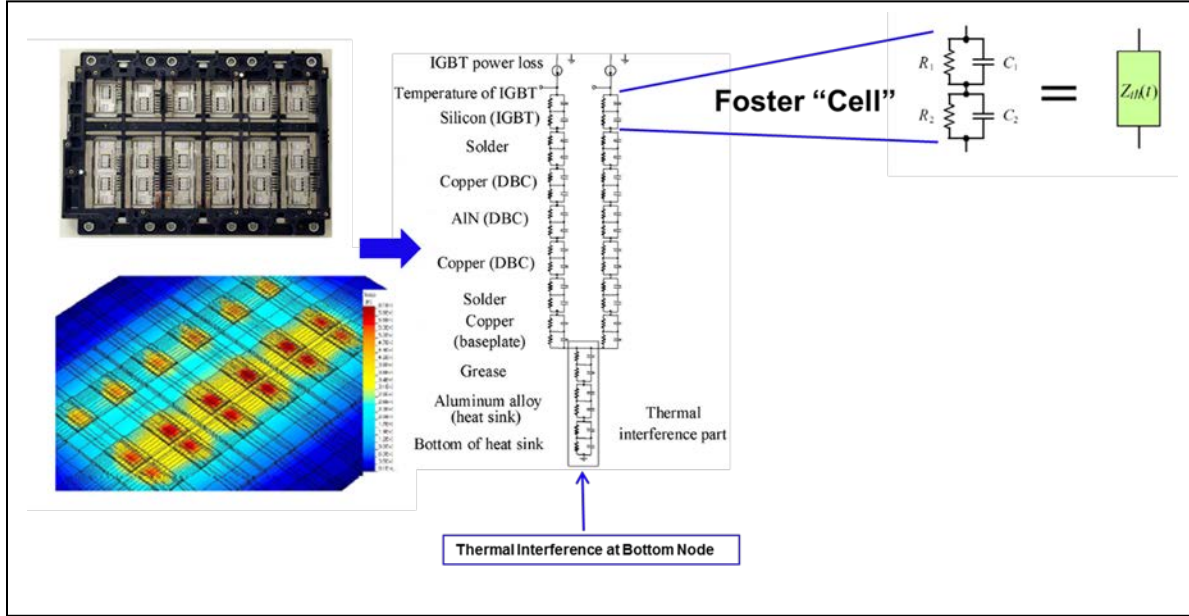 IGBT power loss
Temperature of IGBT
Silicon (IGBT)
Solder
Copper (DBC)
AlN (DBC)
Copper (DBC)
Solder
Copper
(baseplate)
Grease
Aluminum alloy
(heat sink)
Bottom of heat sink
Thermal
interference part
Foster “Cell”
R₁
C₁
R₂
C₂
=
Zₜₕ(t)
Thermal Interference at Bottom Node